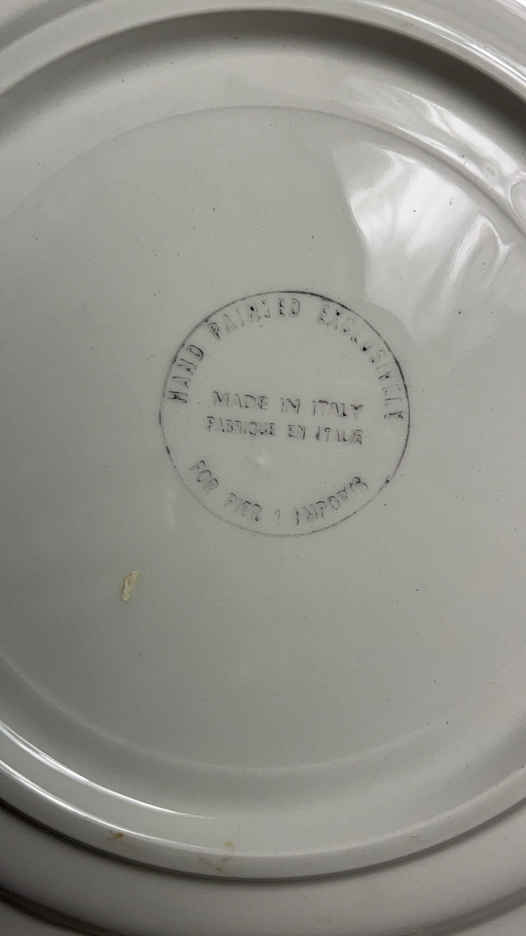 HAND PAINTED EXCLUSIVELY
MADE IN ITALY
FABRIQUE EN ITALIE
FOR PIER 1 IMPORTS